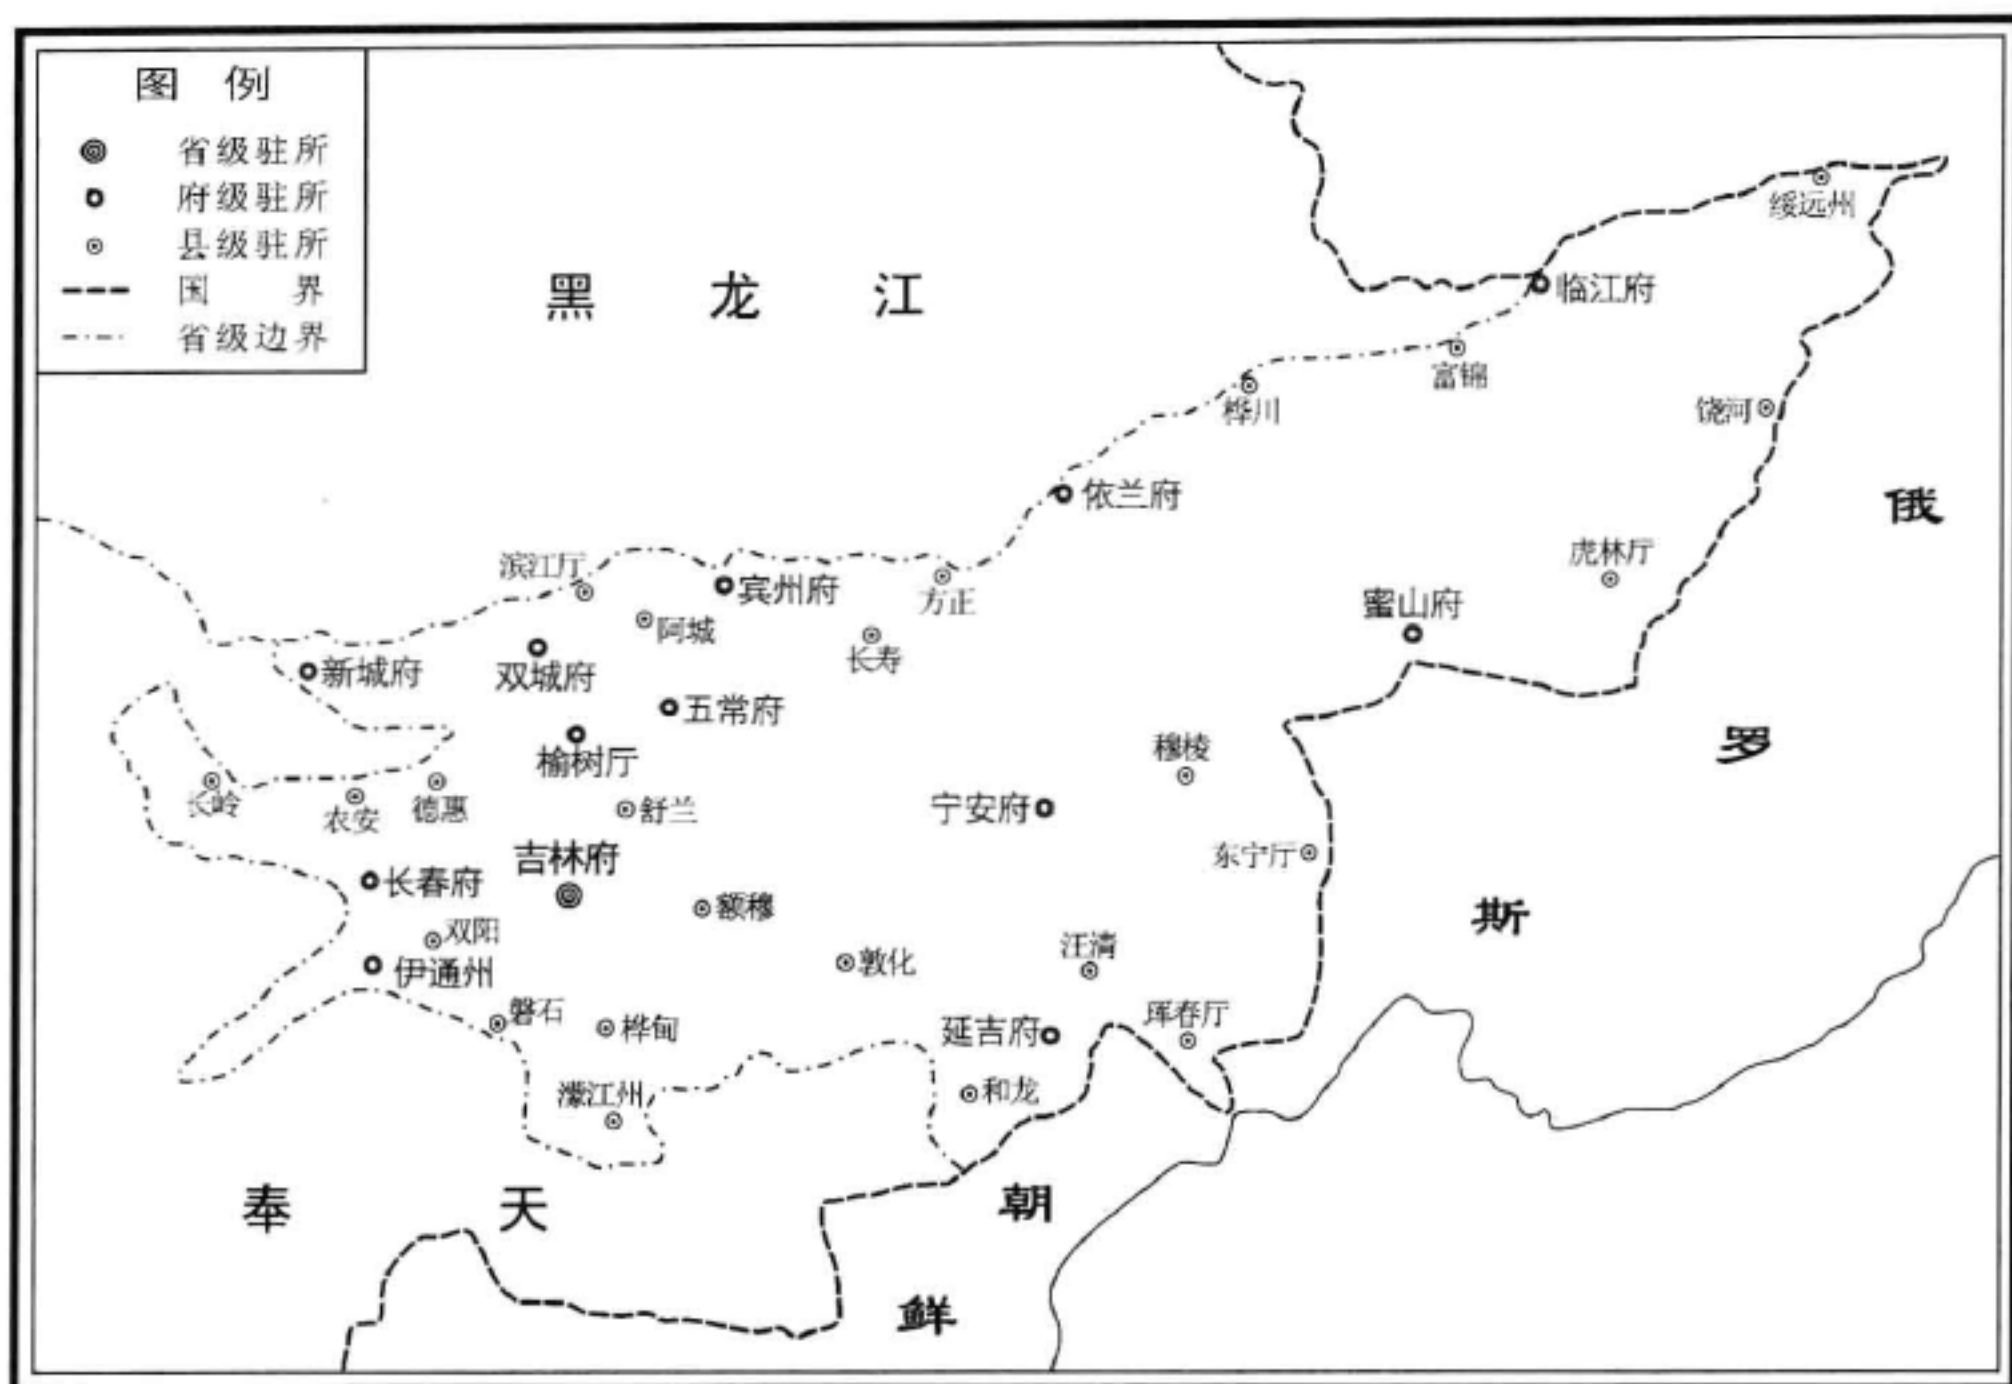 图 例
省级驻所
府级驻所
县级驻所
国 界
省级边界
黑 龙 江
绥远州
临江府
富锦
桦川
饶河
依兰府
俄
罗
斯
虎林厅
蜜山府
滨江厅
宾州府
方正
阿城
长寿
新城府
双城府
五常府
榆树厅
穆棱
长岭
农安
德惠
舒兰
宁安府
东宁厅
吉林府
长春府
额穆
双阳
伊通州
敦化
汪清
磐石
桦甸
延吉府
珲春厅
濛江州
和龙
奉 天
朝
鲜